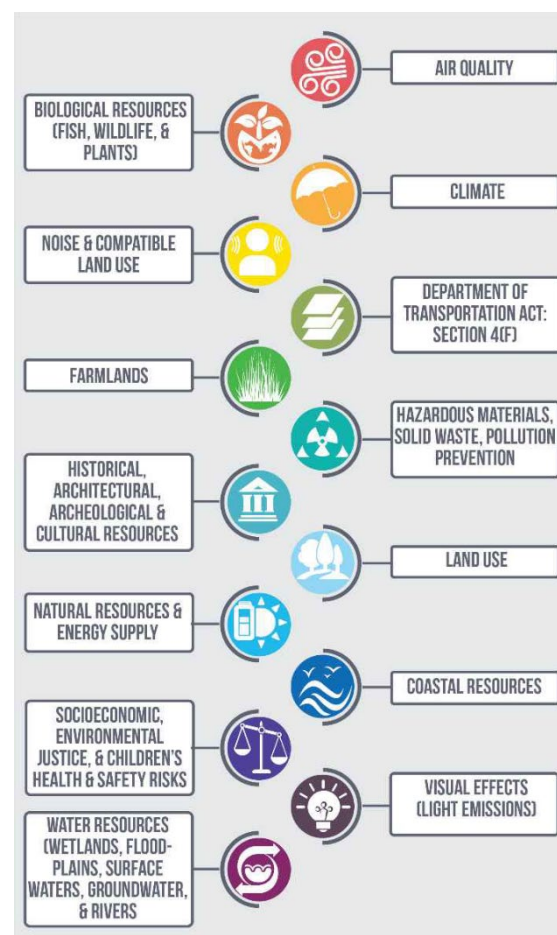 AIR QUALITY
BIOLOGICAL RESOURCES
(FISH, WILDLIFE, &
PLANTS)
CLIMATE
NOISE & COMPATIBLE
LAND USE
DEPARTMENT OF
TRANSPORTATION ACT:
SECTION 4(F)
FARMLANDS
HAZARDOUS MATERIALS,
SOLID WASTE, POLLUTION
PREVENTION
HISTORICAL,
ARCHITECTURAL,
ARCHEOLOGICAL &
CULTURAL RESOURCES
LAND USE
NATURAL RESOURCES &
ENERGY SUPPLY
COASTAL RESOURCES
SOCIOECONOMIC,
ENVIRONMENTAL
JUSTICE, & CHILDREN'S
HEALTH & SAFETY RISKS
VISUAL EFFECTS
(LIGHT EMISSIONS)
WATER RESOURCES
(WETLANDS, FLOOD-
PLAINS, SURFACE
WATERS, GROUNDWATER,
& RIVERS